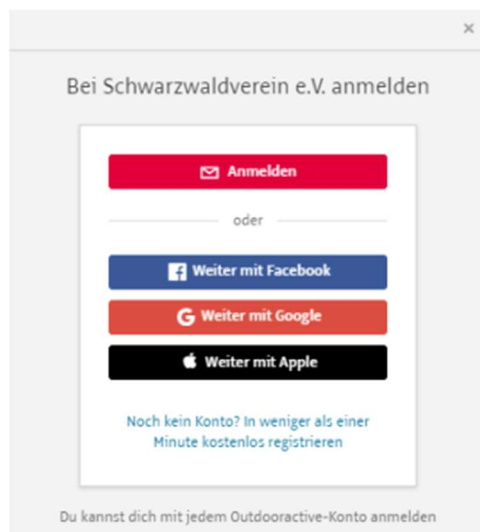 Bei Schwarzwaldverein e.V. anmelden
Anmelden
oder
Weiter mit Facebook
Weiter mit Google
Weiter mit Apple
Noch kein Konto? In weniger als einer
Minute kostenlos registrieren
Du kannst dich mit jedem Outdooractive-Konto anmelden